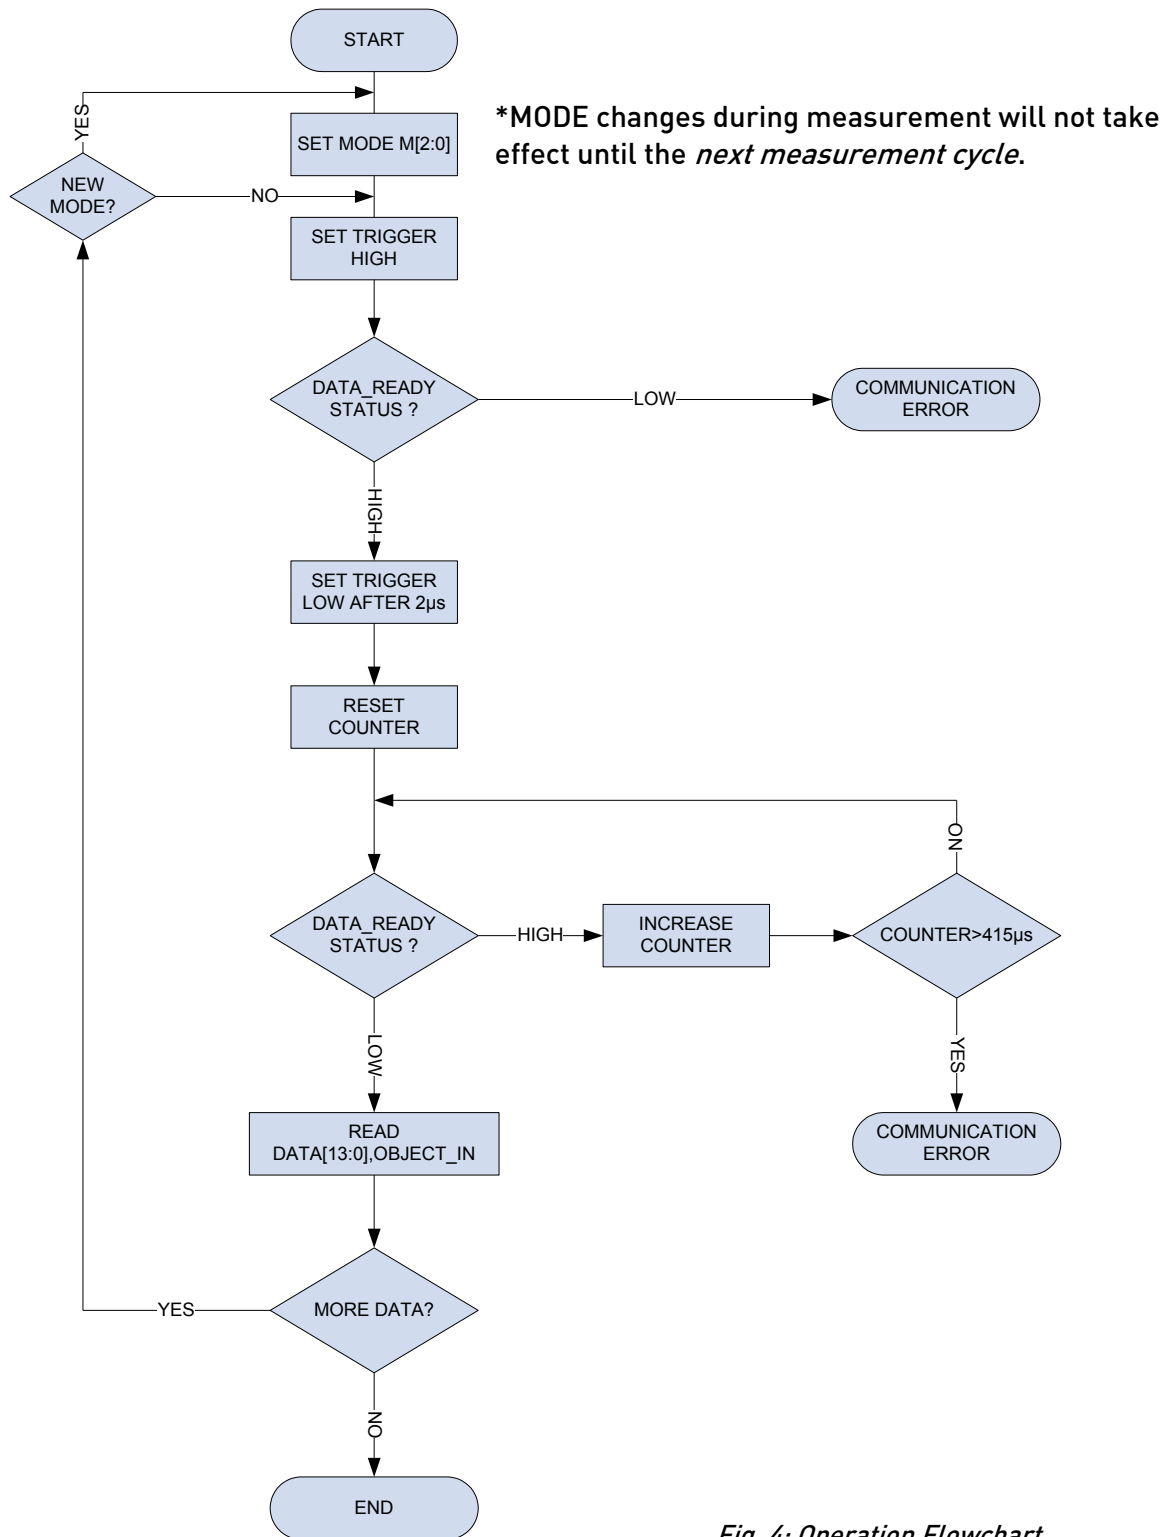 START
YES
*MODE changes during measurement will not take
effect until the next measurement cycle.
SET MODE M[2:0]
NEW
MODE?
NO
SET TRIGGER
HIGH
DATA_READY
STATUS ?
LOW
COMMUNICATION
ERROR
HIGH
SET TRIGGER
LOW AFTER 2µs
RESET
COUNTER
NO
DATA_READY
STATUS ?
HIGH
INCREASE
COUNTER
COUNTER>415µs
LOW
YES
READ
DATA[13:0],OBJECT_IN
COMMUNICATION
ERROR
YES
MORE DATA?
NO
END
Fig. 4: Operation Flowchart